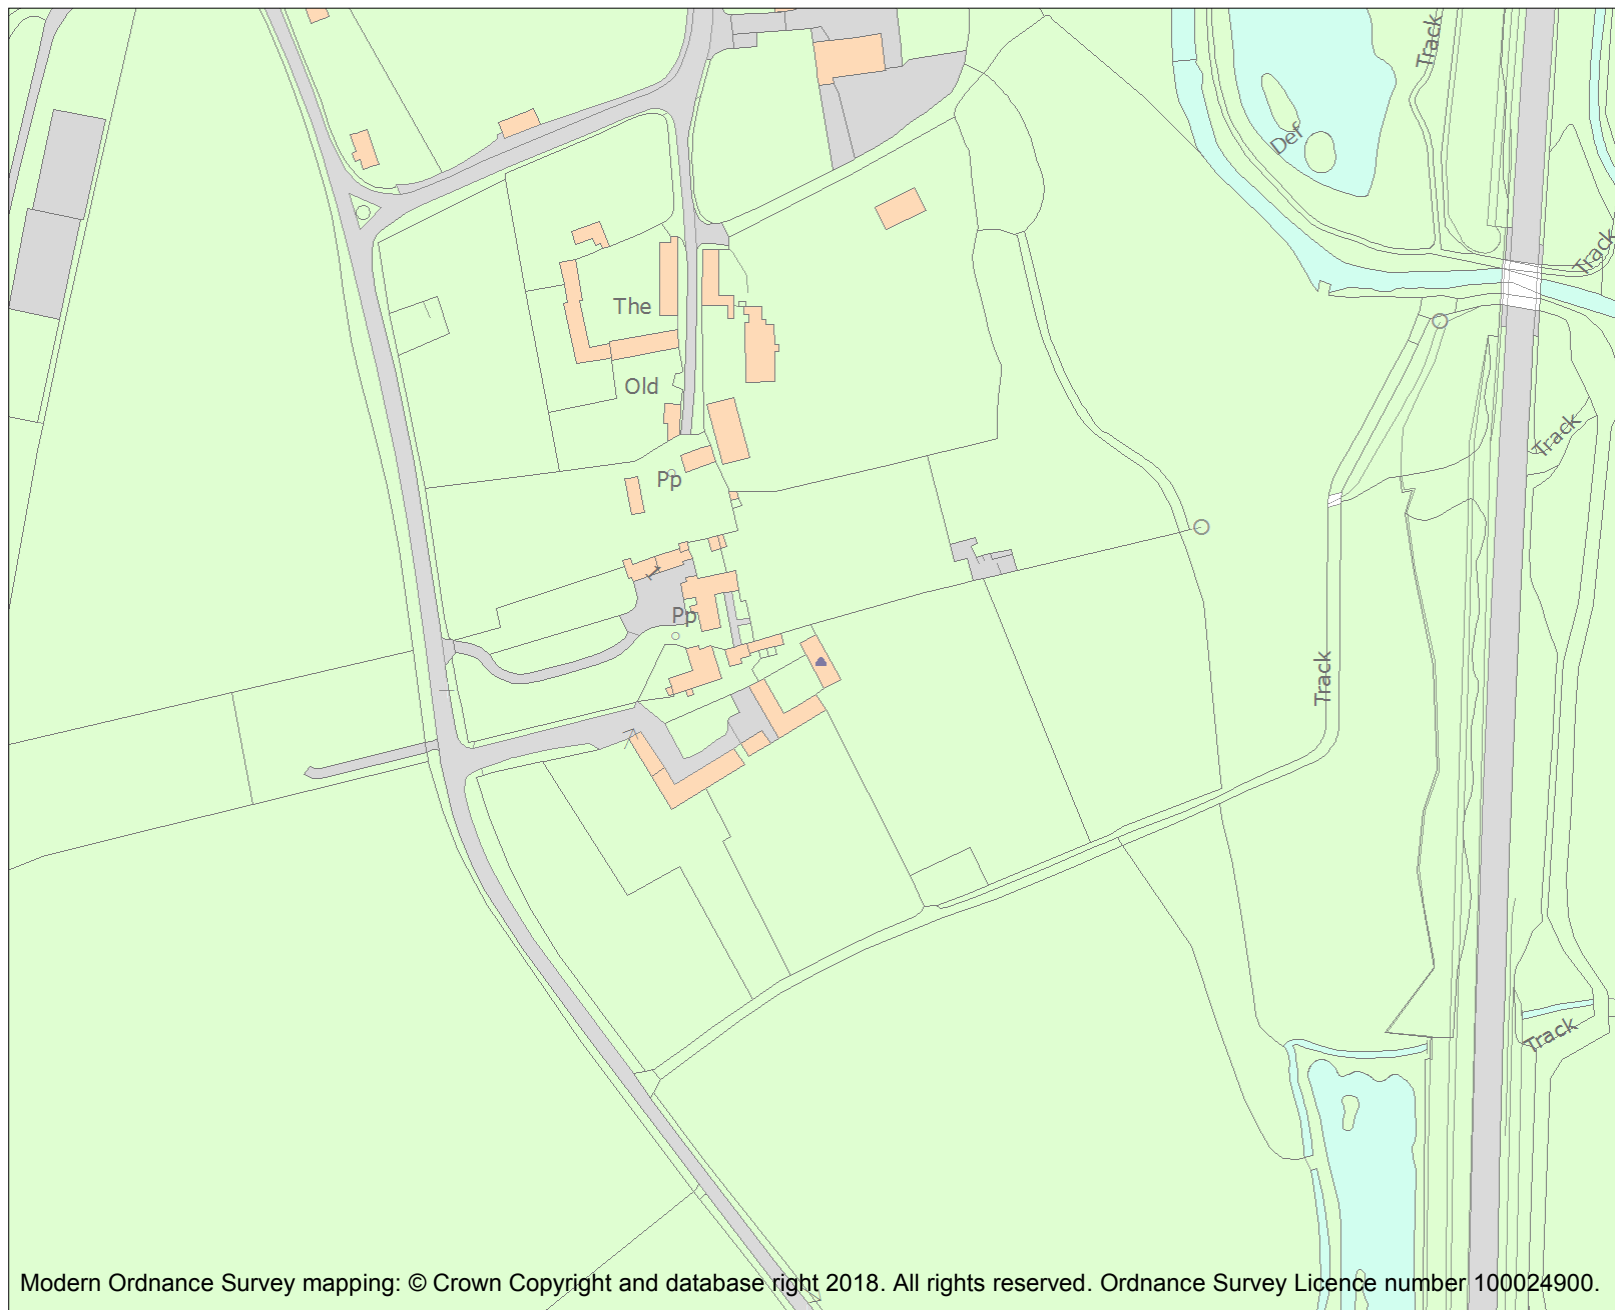 Track
Def
Track
The
Old
Track
Pp
Pp
Track
Track
Modern Ordnance Survey mapping: © Crown Copyright and database right 2018. All rights reserved. Ordnance Survey Licence number 100024900.